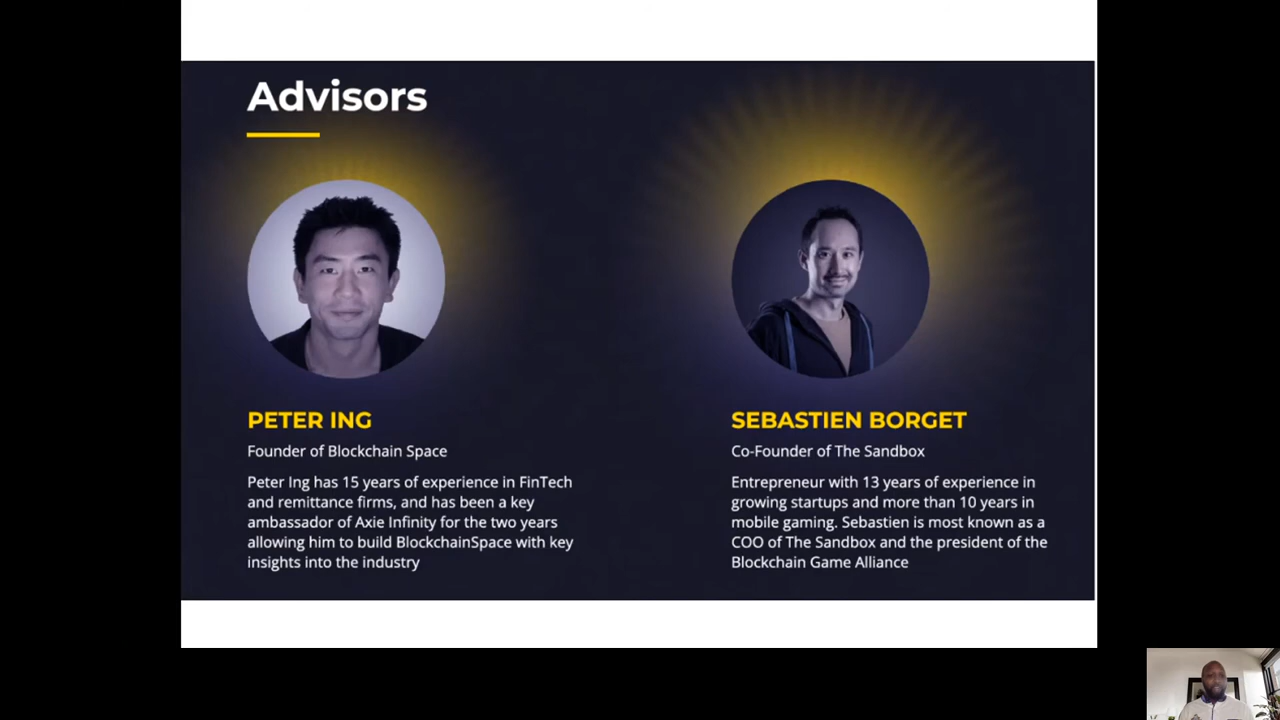 Advisors
PETER ING
Founder of Blockchain Space
Peter Ing has 15 years of experience in FinTech
and remittance firms, and has been a key
ambassador of Axie Infinity for the two years
allowing him to build BlockchainSpace with key
insights into the industry
SEBASTIEN BORGET
Co-Founder of The Sandbox
Entrepreneur with 13 years of experience in
growing startups and more than 10 years in
mobile gaming. Sebastien is most known as a
COO of The Sandbox and the president of the
Blockchain Game Alliance